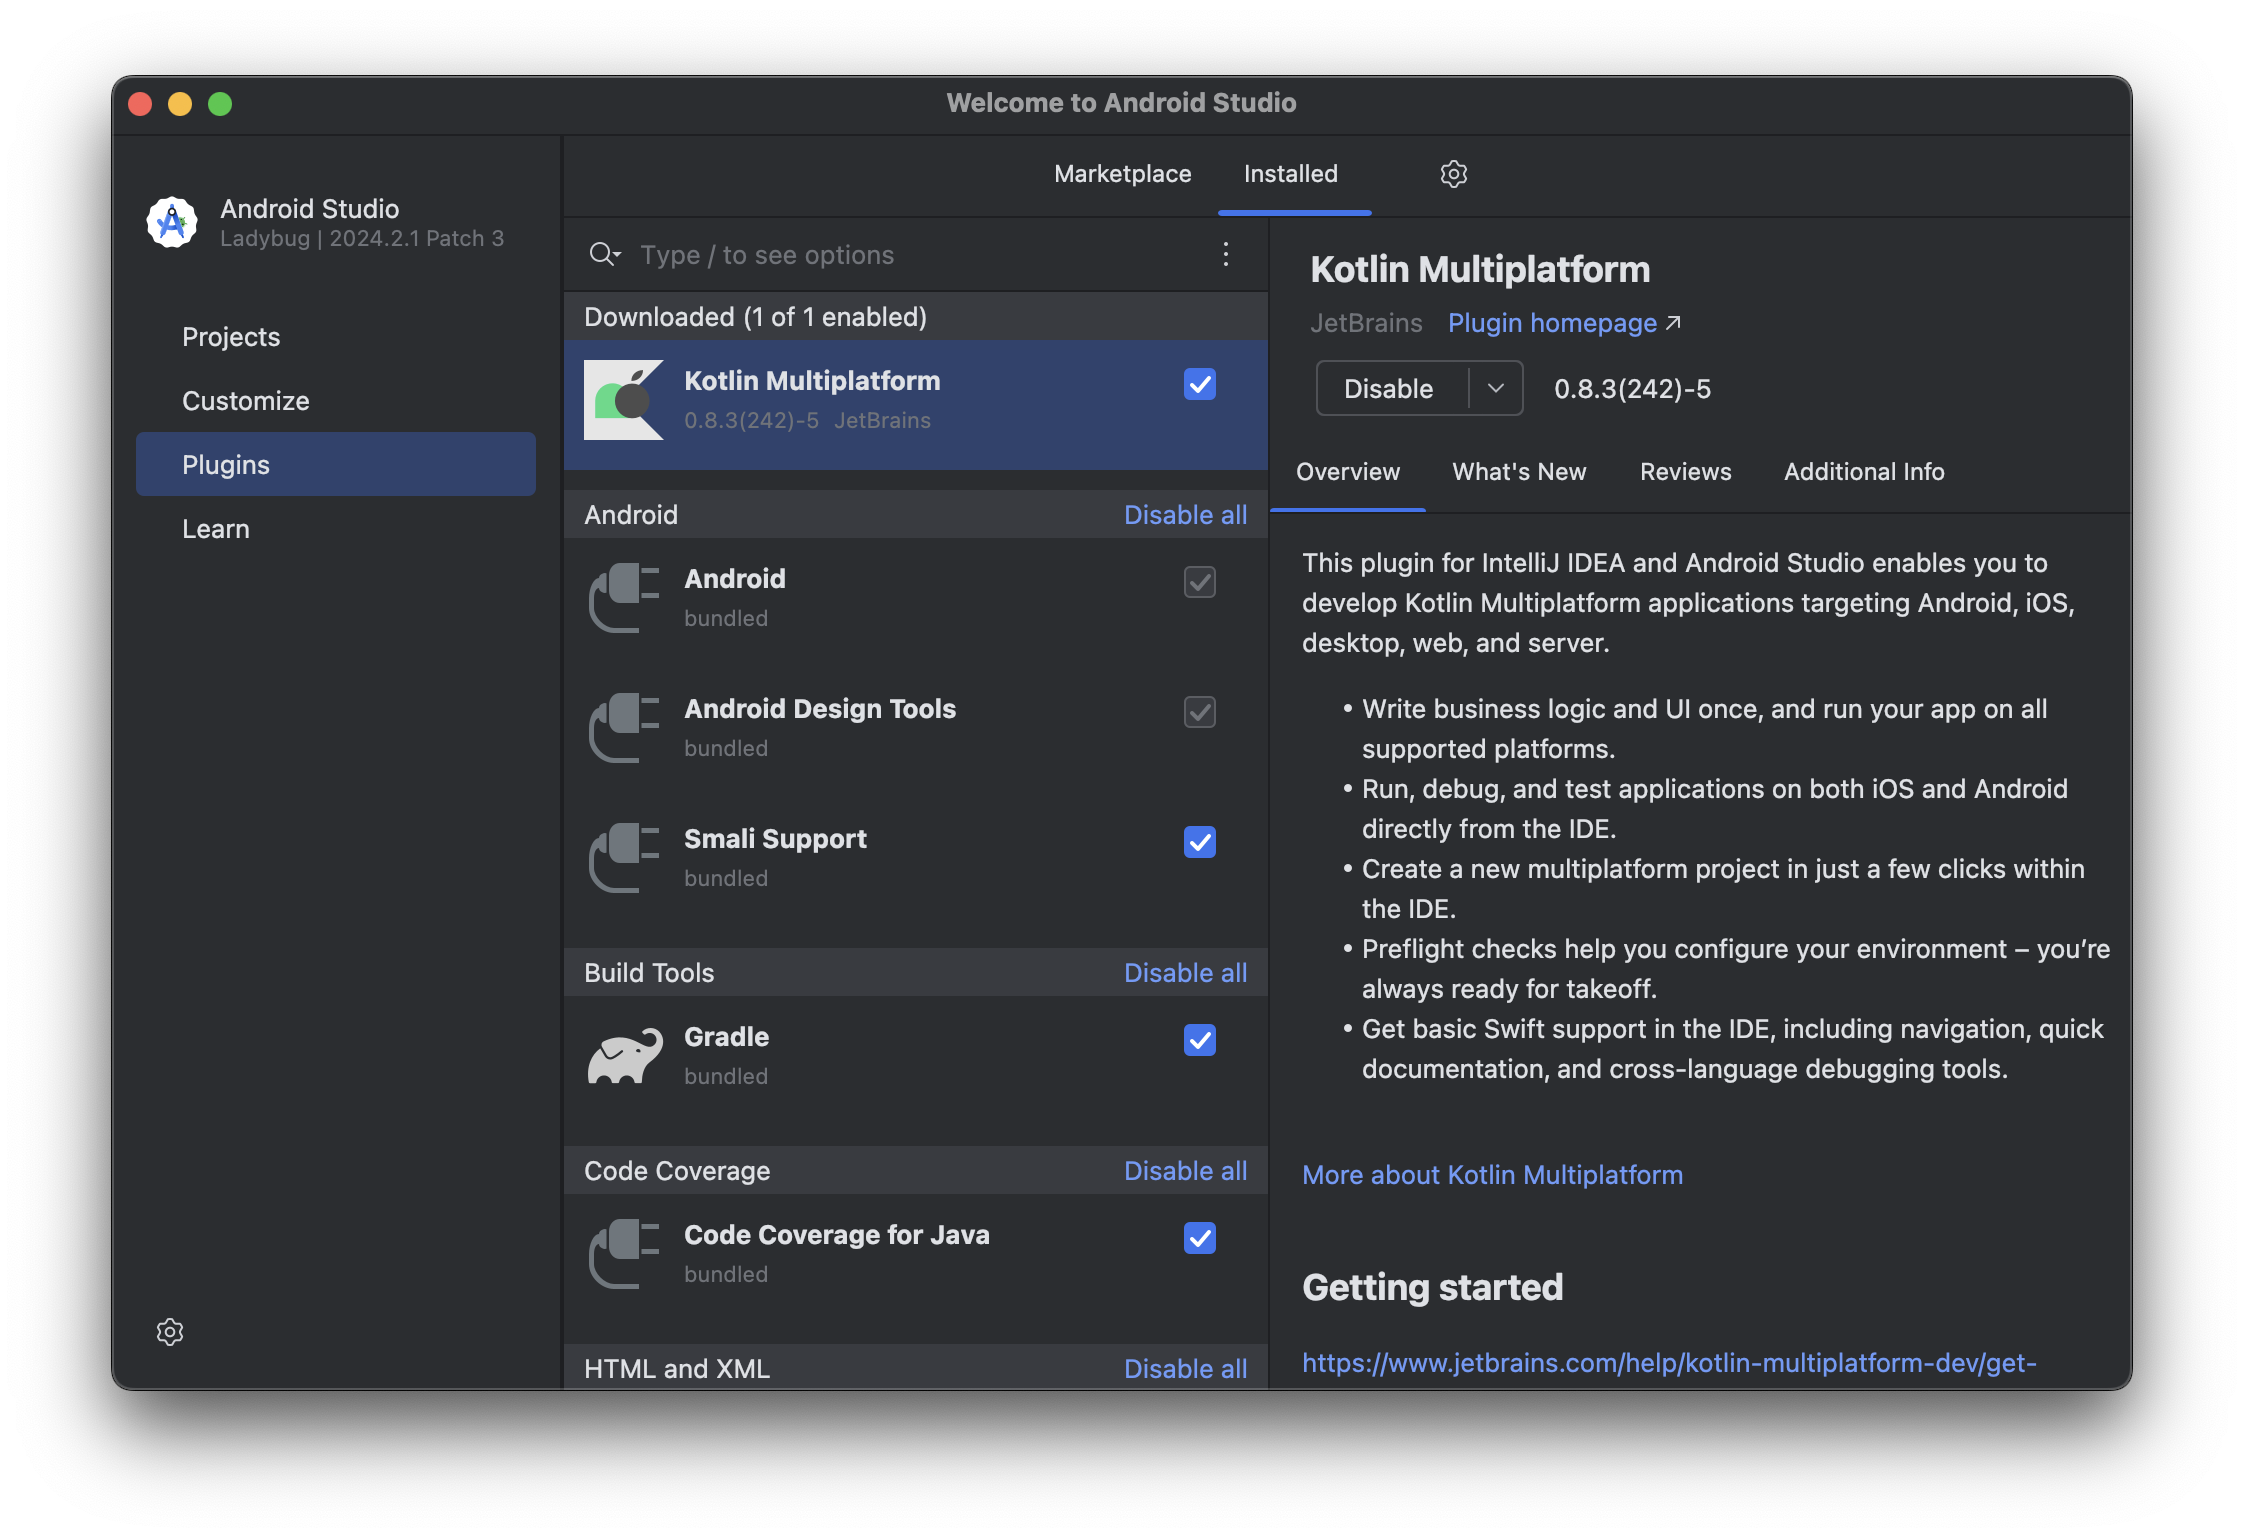 Welcome to Android Studio
Android Studio
Ladybug | 2024.2.1 Patch 3
Projects
Customize
Plugins
Learn
Marketplace
Installed
Type / to see options
Downloaded (1 of 1 enabled)
Kotlin Multiplatform
0.8.3(242)-5 JetBrains
Android
Disable all
Android
bundled
Android Design Tools
bundled
Smali Support
bundled
Build Tools
Disable all
Gradle
bundled
Code Coverage
Disable all
Code Coverage for Java
bundled
HTML and XML
Disable all
Kotlin Multiplatform
JetBrains
Plugin homepage ↗
Disable
0.8.3(242)-5
Overview
What's New
Reviews
Additional Info
This plugin for IntelliJ IDEA and Android Studio enables you to
develop Kotlin Multiplatform applications targeting Android, iOS,
desktop, web, and server.
• Write business logic and UI once, and run your app on all
supported platforms.
• Run, debug, and test applications on both iOS and Android
directly from the IDE.
• Create a new multiplatform project in just a few clicks within
the IDE.
• Preflight checks help you configure your environment – you’re
always ready for takeoff.
• Get basic Swift support in the IDE, including navigation, quick
documentation, and cross-language debugging tools.
More about Kotlin Multiplatform
Getting started
https://www.jetbrains.com/help/kotlin-multiplatform-dev/get-